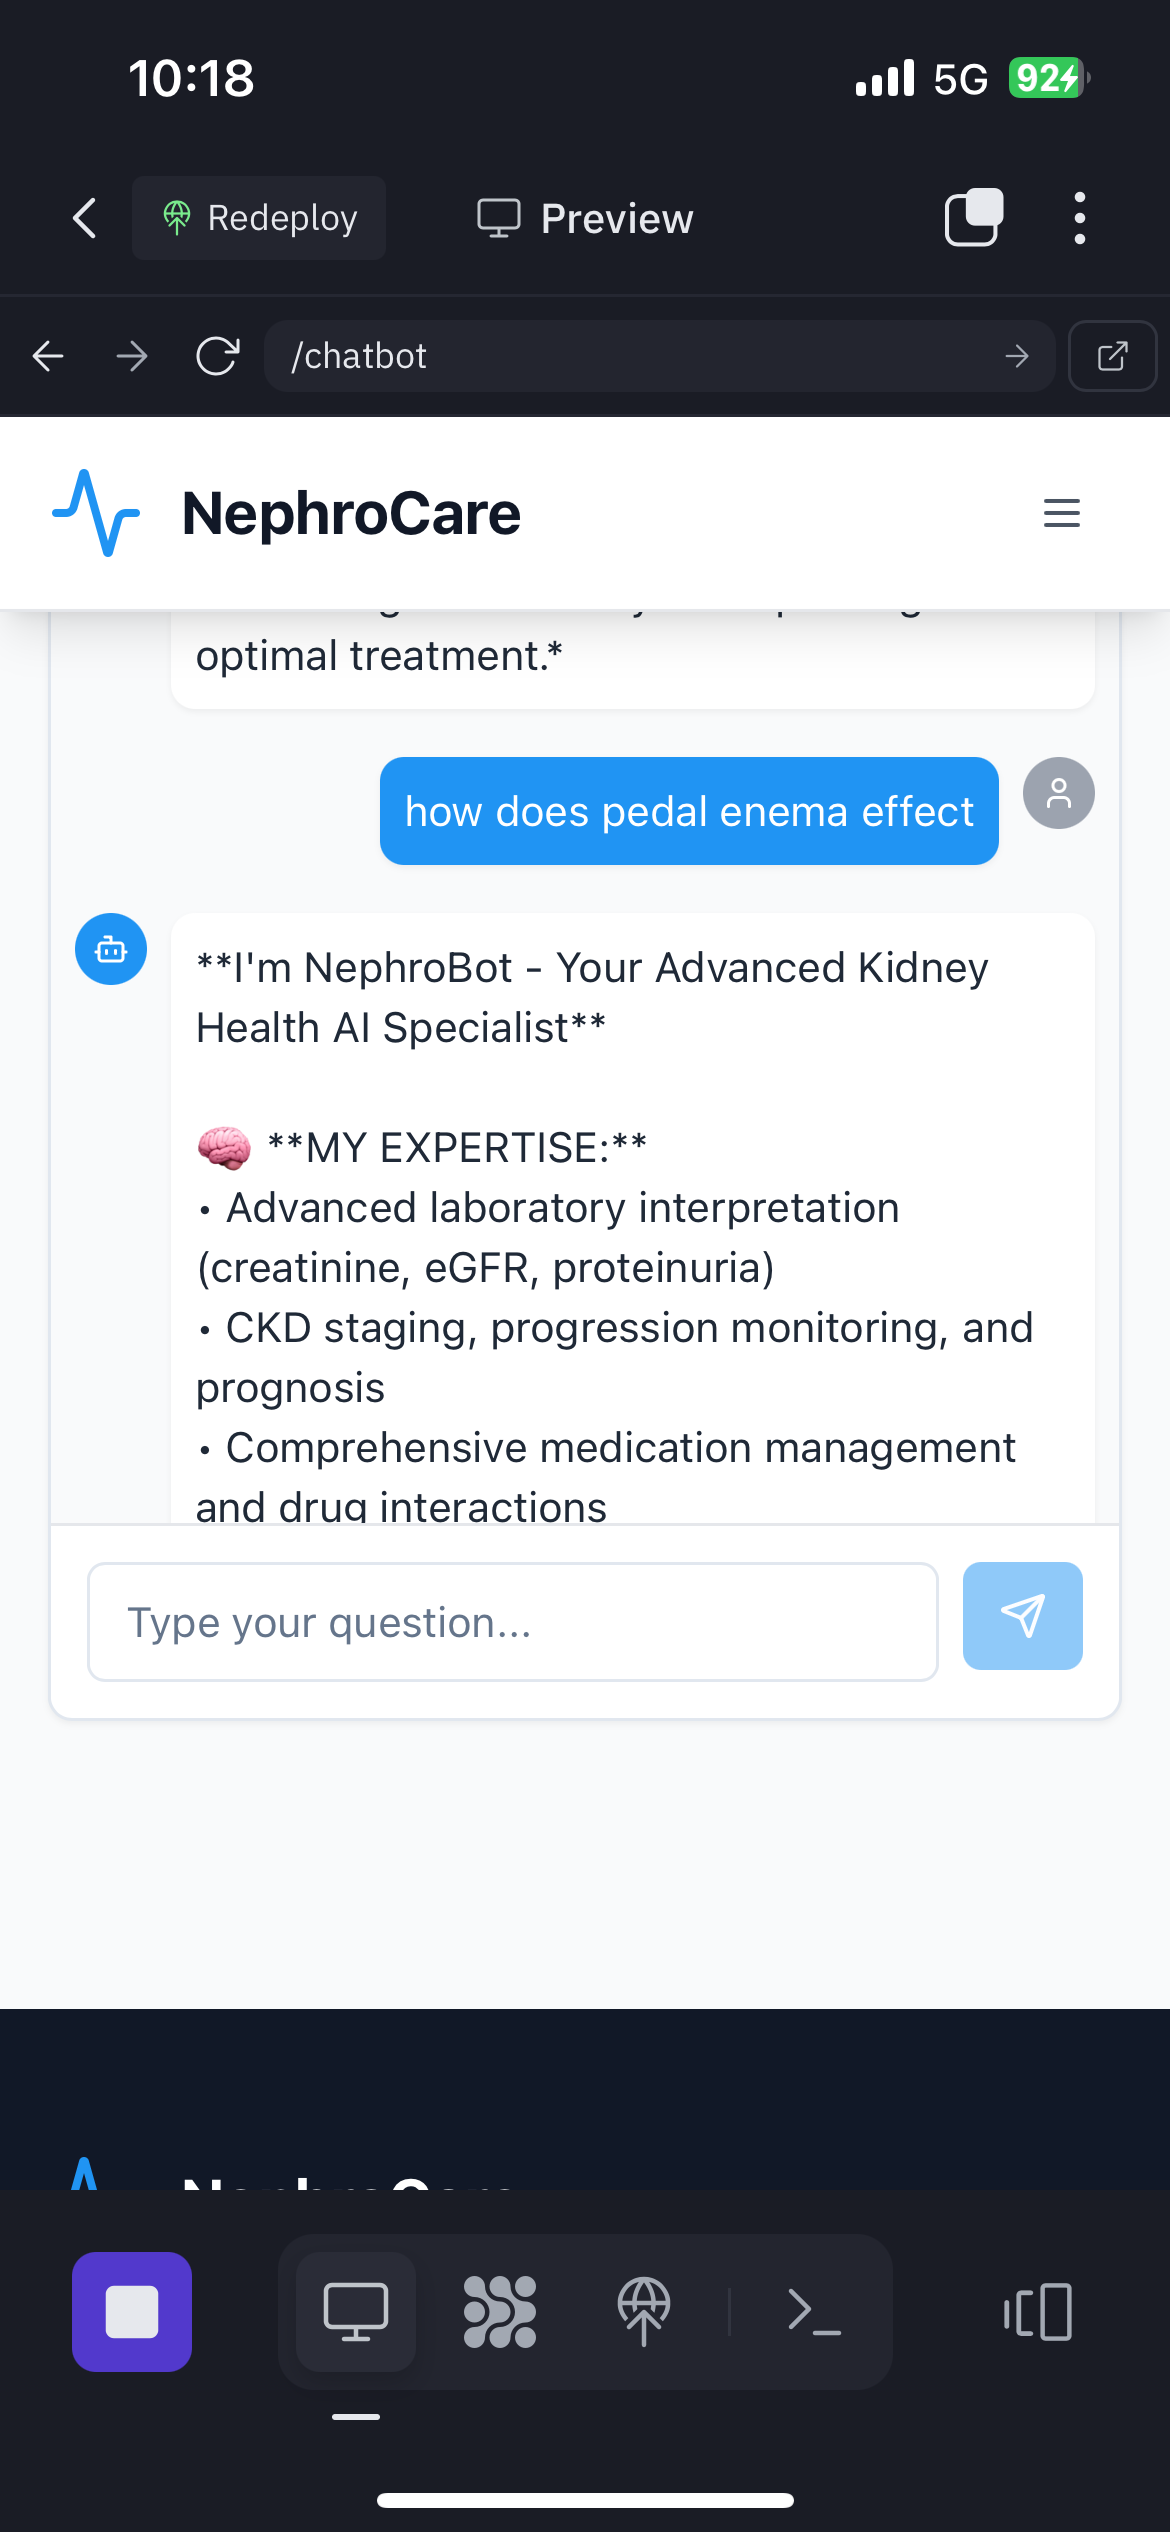 10:18
5G
92
Redeploy
Preview
/chatbot
NephroCare
optimal treatment.*
how does pedal enema effect
**I'm NephroBot - Your Advanced Kidney
Health AI Specialist**
🧠 **MY EXPERTISE:**
• Advanced laboratory interpretation
(creatinine, eGFR, proteinuria)
• CKD staging, progression monitoring, and
prognosis
• Comprehensive medication management
and drug interactions
Type your question...
NephroCare